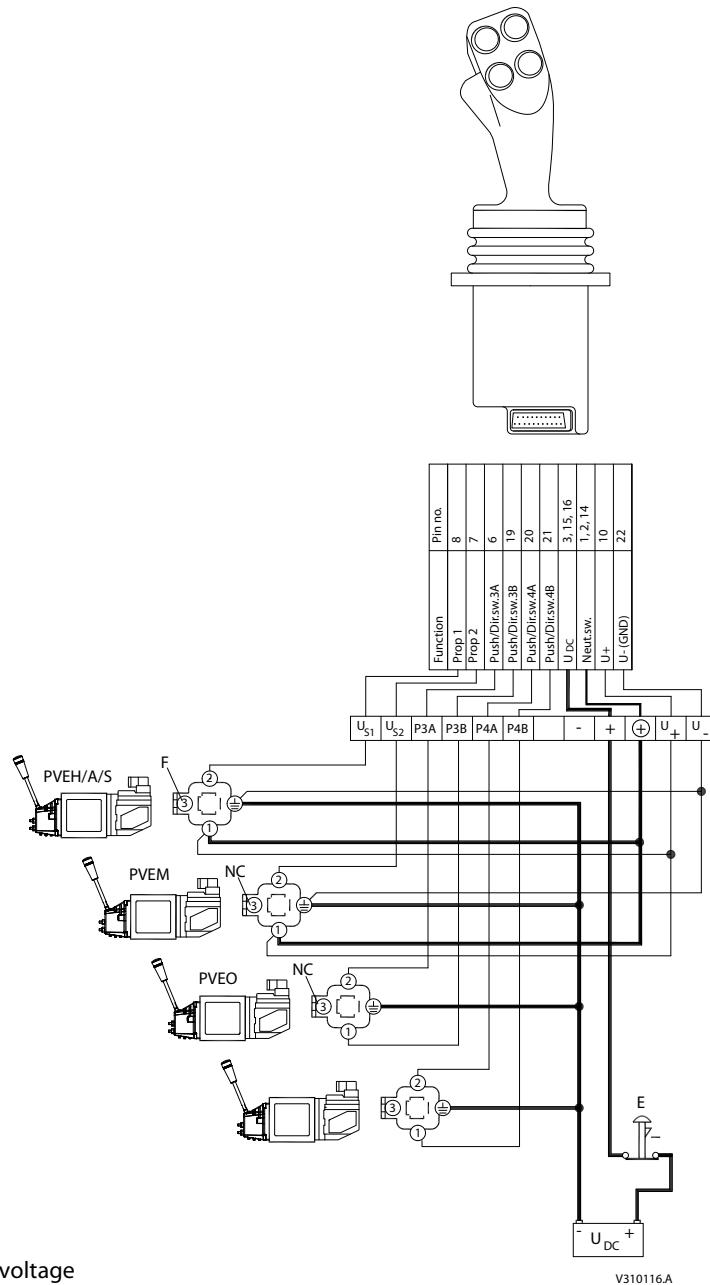 Function Pin no.
Prop 1 8
Prop 2 7
Push/Dir.sw.3A 6
Push/Dir.sw.3B 19
Push/Dir.sw.4A 20
Push/Dir.sw.4B 21
U DC 3, 15, 16
Neut.sw. 1, 2, 14
U+ 10
U- (GND) 22
US1 US2 P3A P3B P4A P4B - + + U+ U-
PVEH/A/S
F
2
3
1
PVEM
NC
2
3
1
PVEO
NC
2
3
1
2
3
1
E
- UDC +
voltage
V310116.A